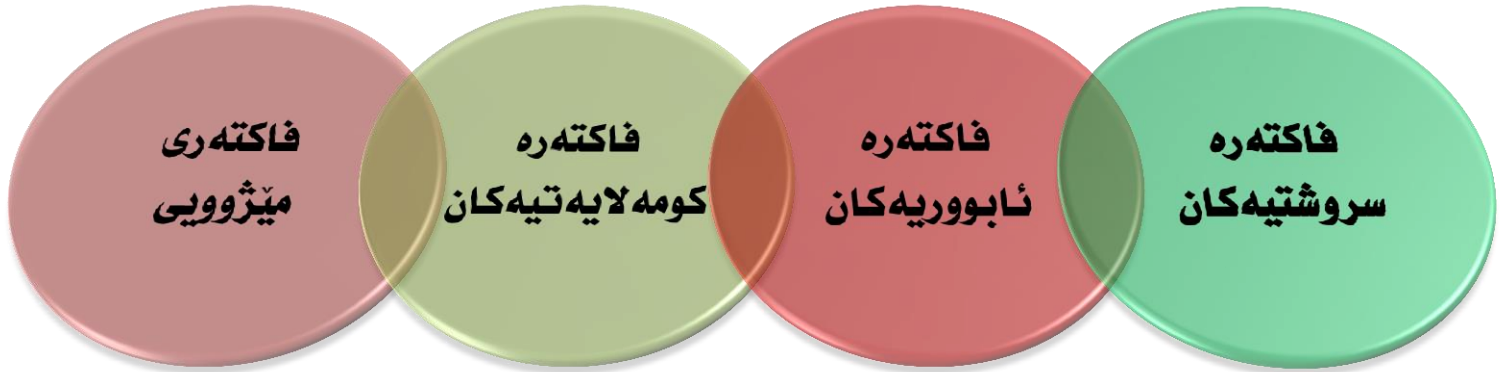 فاکتەرە
سروشتیەکان
فاکتەرە
ئابووریەکان
فاکتەرە
کومەلایەتیەکان
فاکتەری
مێژوویی